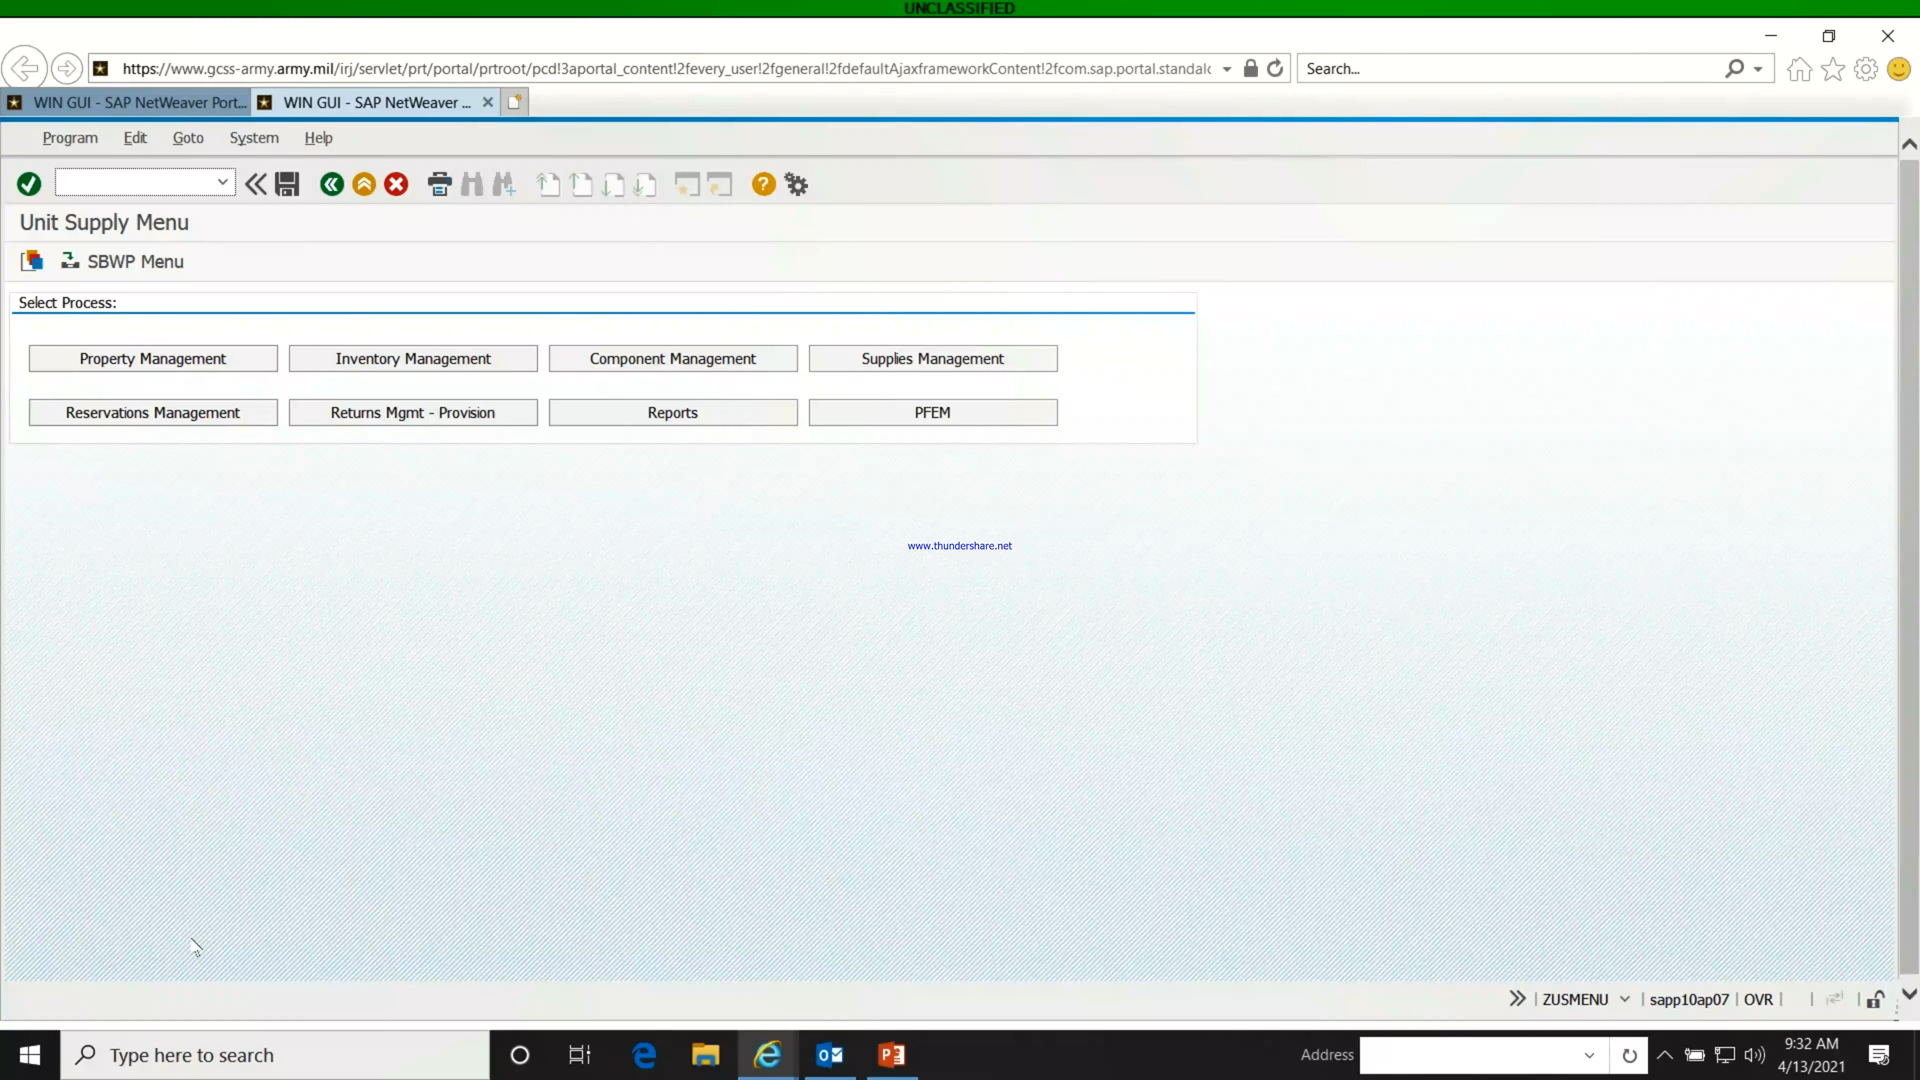 UNCLASSIFIED
https://www.gcss-army.army.mil/irj/servlet/prt/portal/prtroot/pcd!3aportal_content!2fevery_user!2fgeneral!2fdefaultAjaxframeworkContent!2fcom.sap.portal.standalo
Search...
WIN GUI - SAP NetWeaver Port...
WIN GUI - SAP NetWeaver ...
Program Edit Goto System Help
Unit Supply Menu
SBWP Menu
Select Process:
Property Management Inventory Management Component Management Supplies Management
Reservations Management Returns Mgmt - Provision Reports PFEM
www.thundershare.net
ZUSMENU sapp10ap07 OVR
Type here to search
Address
9:32 AM
4/13/2021